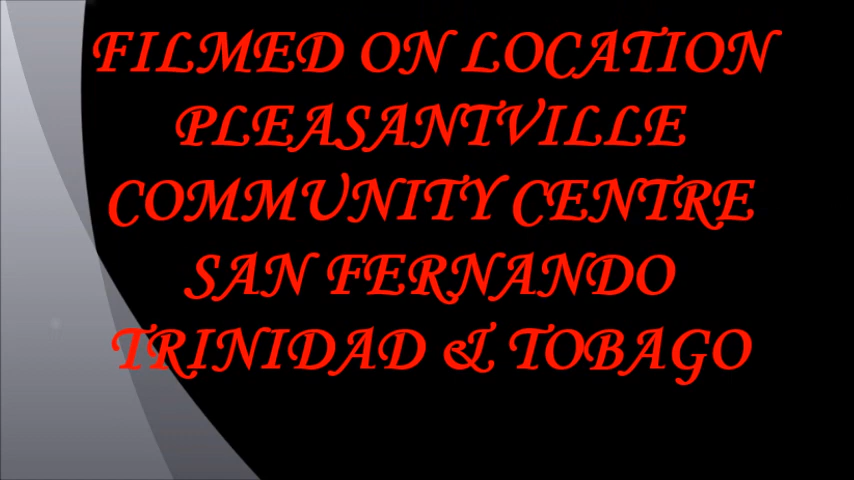 FILMED ON LOCATION
PLEASANTVILLE
COMMUNITY CENTRE
SAN FERNANDO
TRINIDAD & TOBAGO